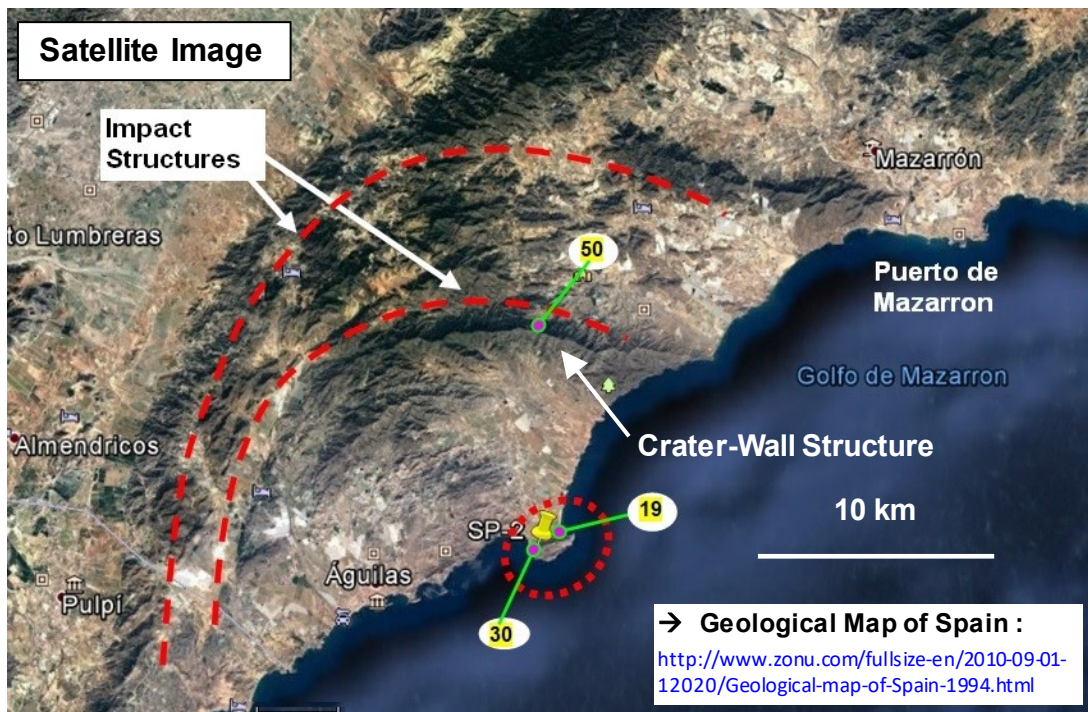 Satellite Image
Impact
Structures
Mazarrón
to Lumbreras
50
Puerto de
Mazarron
Golfo de Mazarron
Almendricos
Crater-Wall Structure
19
10 km
SP-2
Águilas
Pulpí
30
→ Geological Map of Spain :
http://www.zonu.com/fullsize-en/2010-09-01-
12020/Geological-map-of-Spain-1994.html